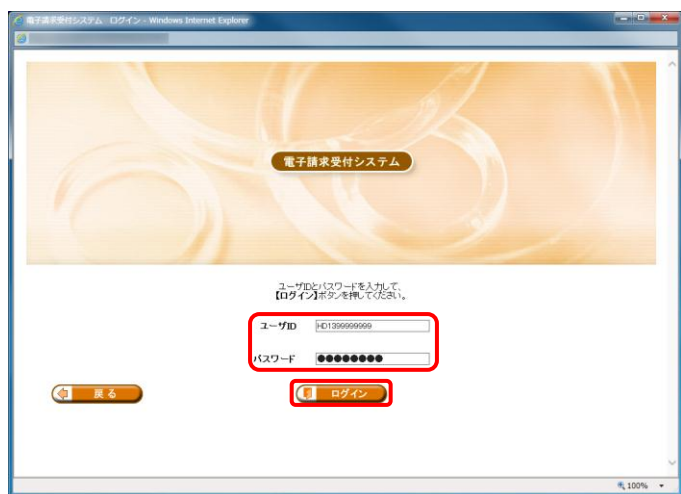 電子請求受付システム ログイン - Windows Internet Explorer
電子請求受付システム
ユーザIDとパスワードを入力して、
【ログイン】ボタンを押してください。
ユーザID HD1399999999
パスワード ●●●●●●●●
戻る ログイン
100%